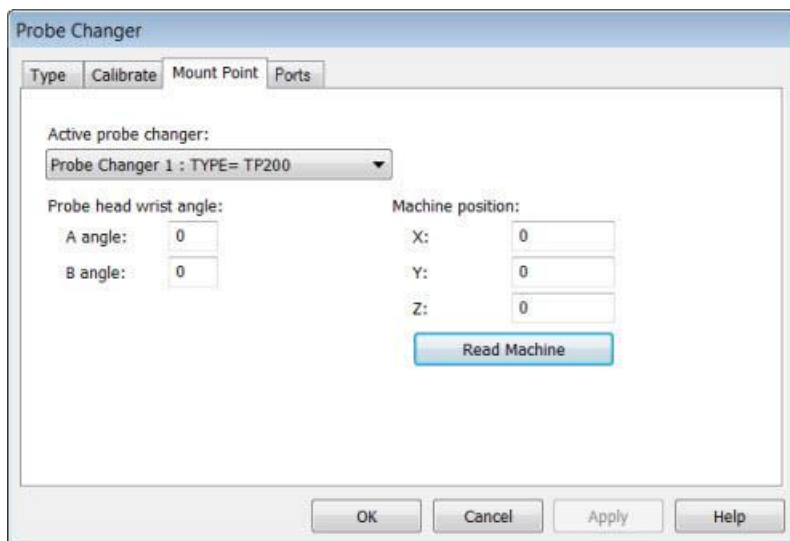 Probe Changer
Type Calibrate Mount Point Ports
Active probe changer:
Probe Changer 1 : TYPE= TP200
Probe head wrist angle: Machine position:
A angle: 0 X: 0
B angle: 0 Y: 0
Z: 0
Read Machine
OK Cancel Apply Help